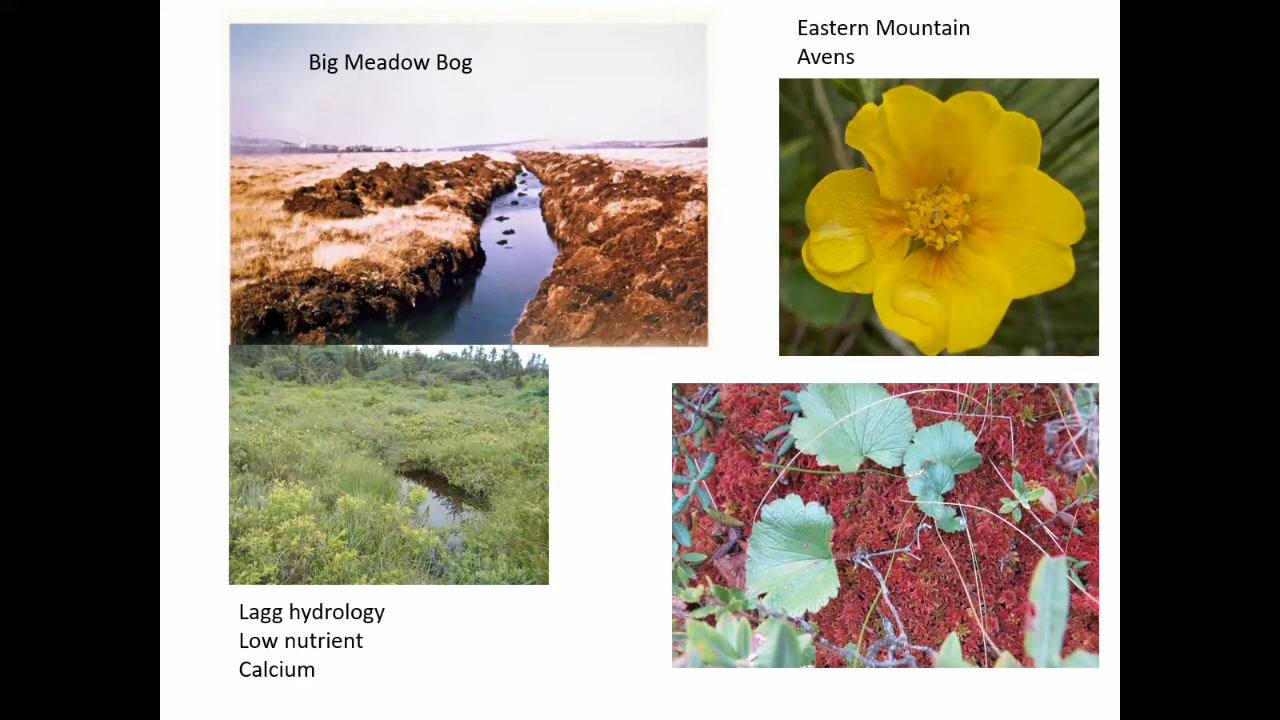 Big Meadow Bog
Eastern Mountain
Avens
Lagg hydrology
Low nutrient
Calcium